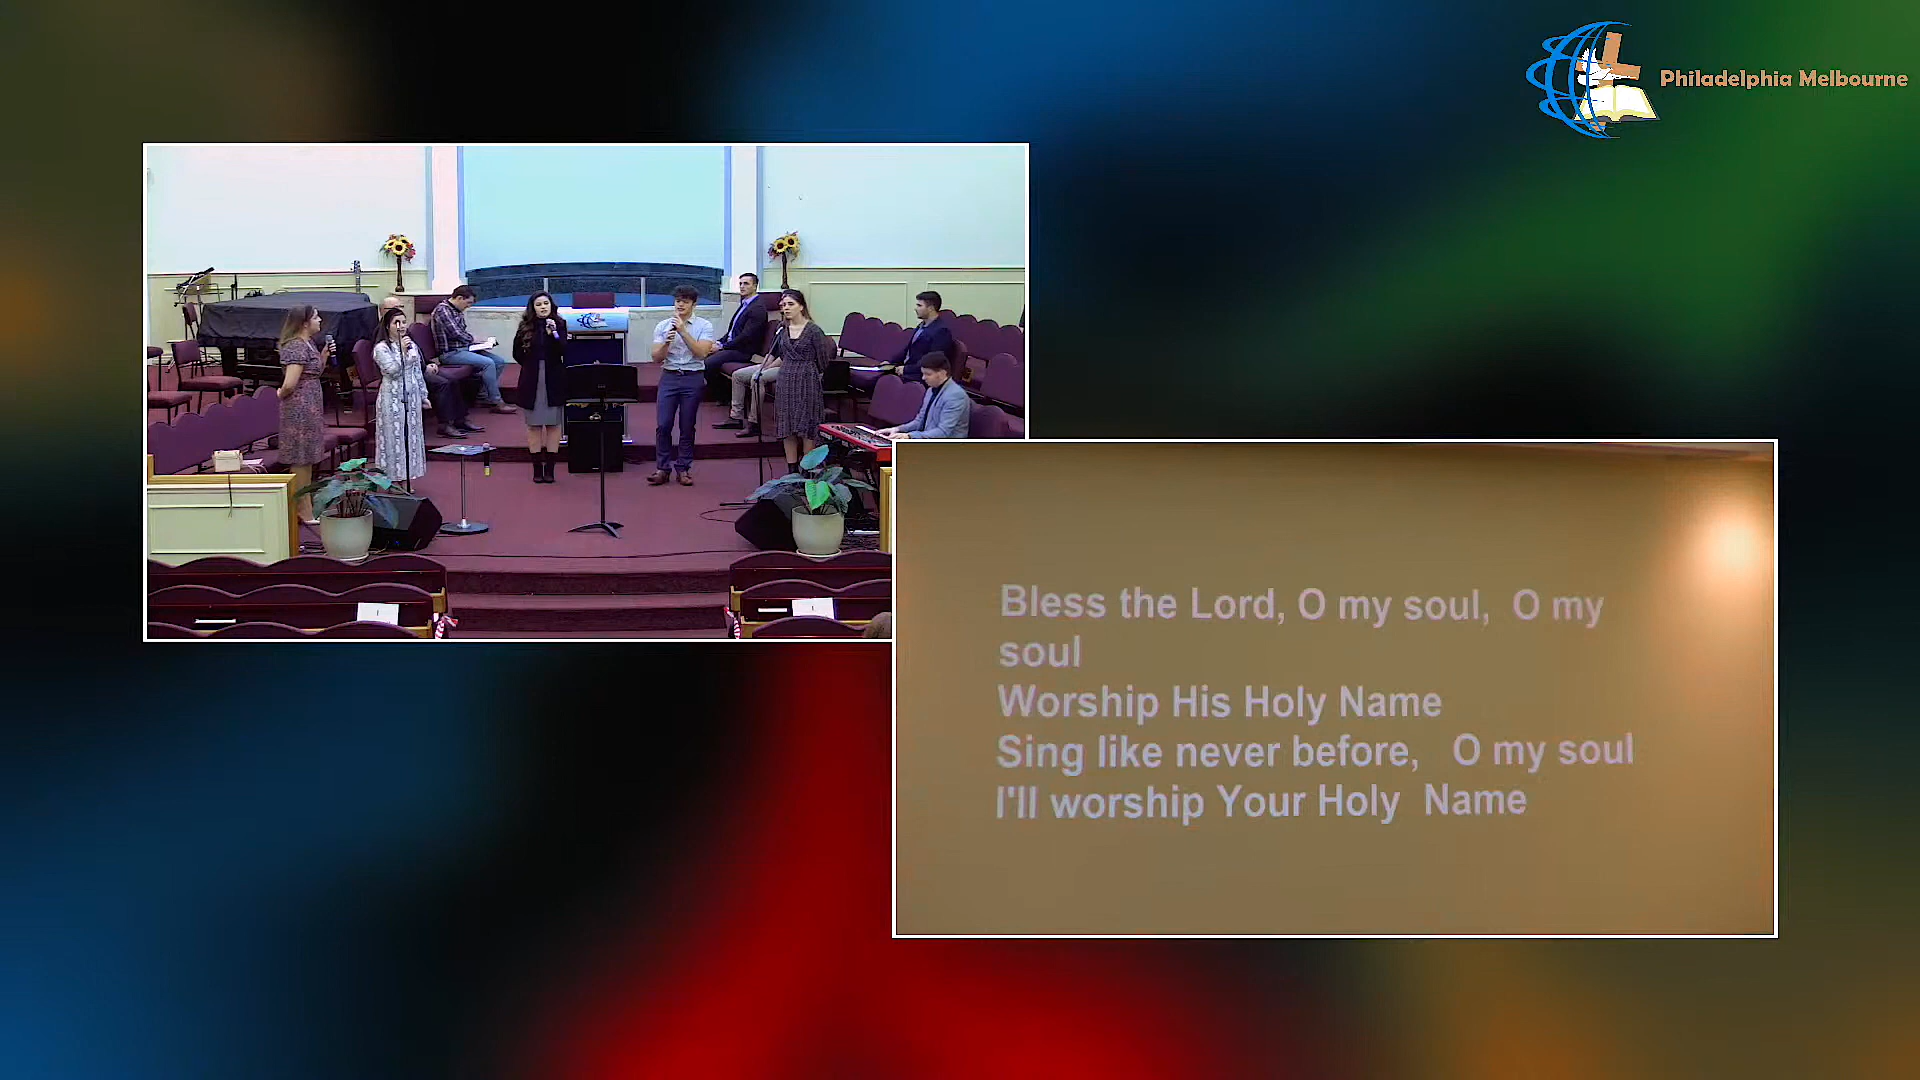 Philadelphia Melbourne
Bless the Lord, O my soul, O my
soul
Worship His Holy Name
Sing like never before, O my soul
I'll worship Your Holy Name